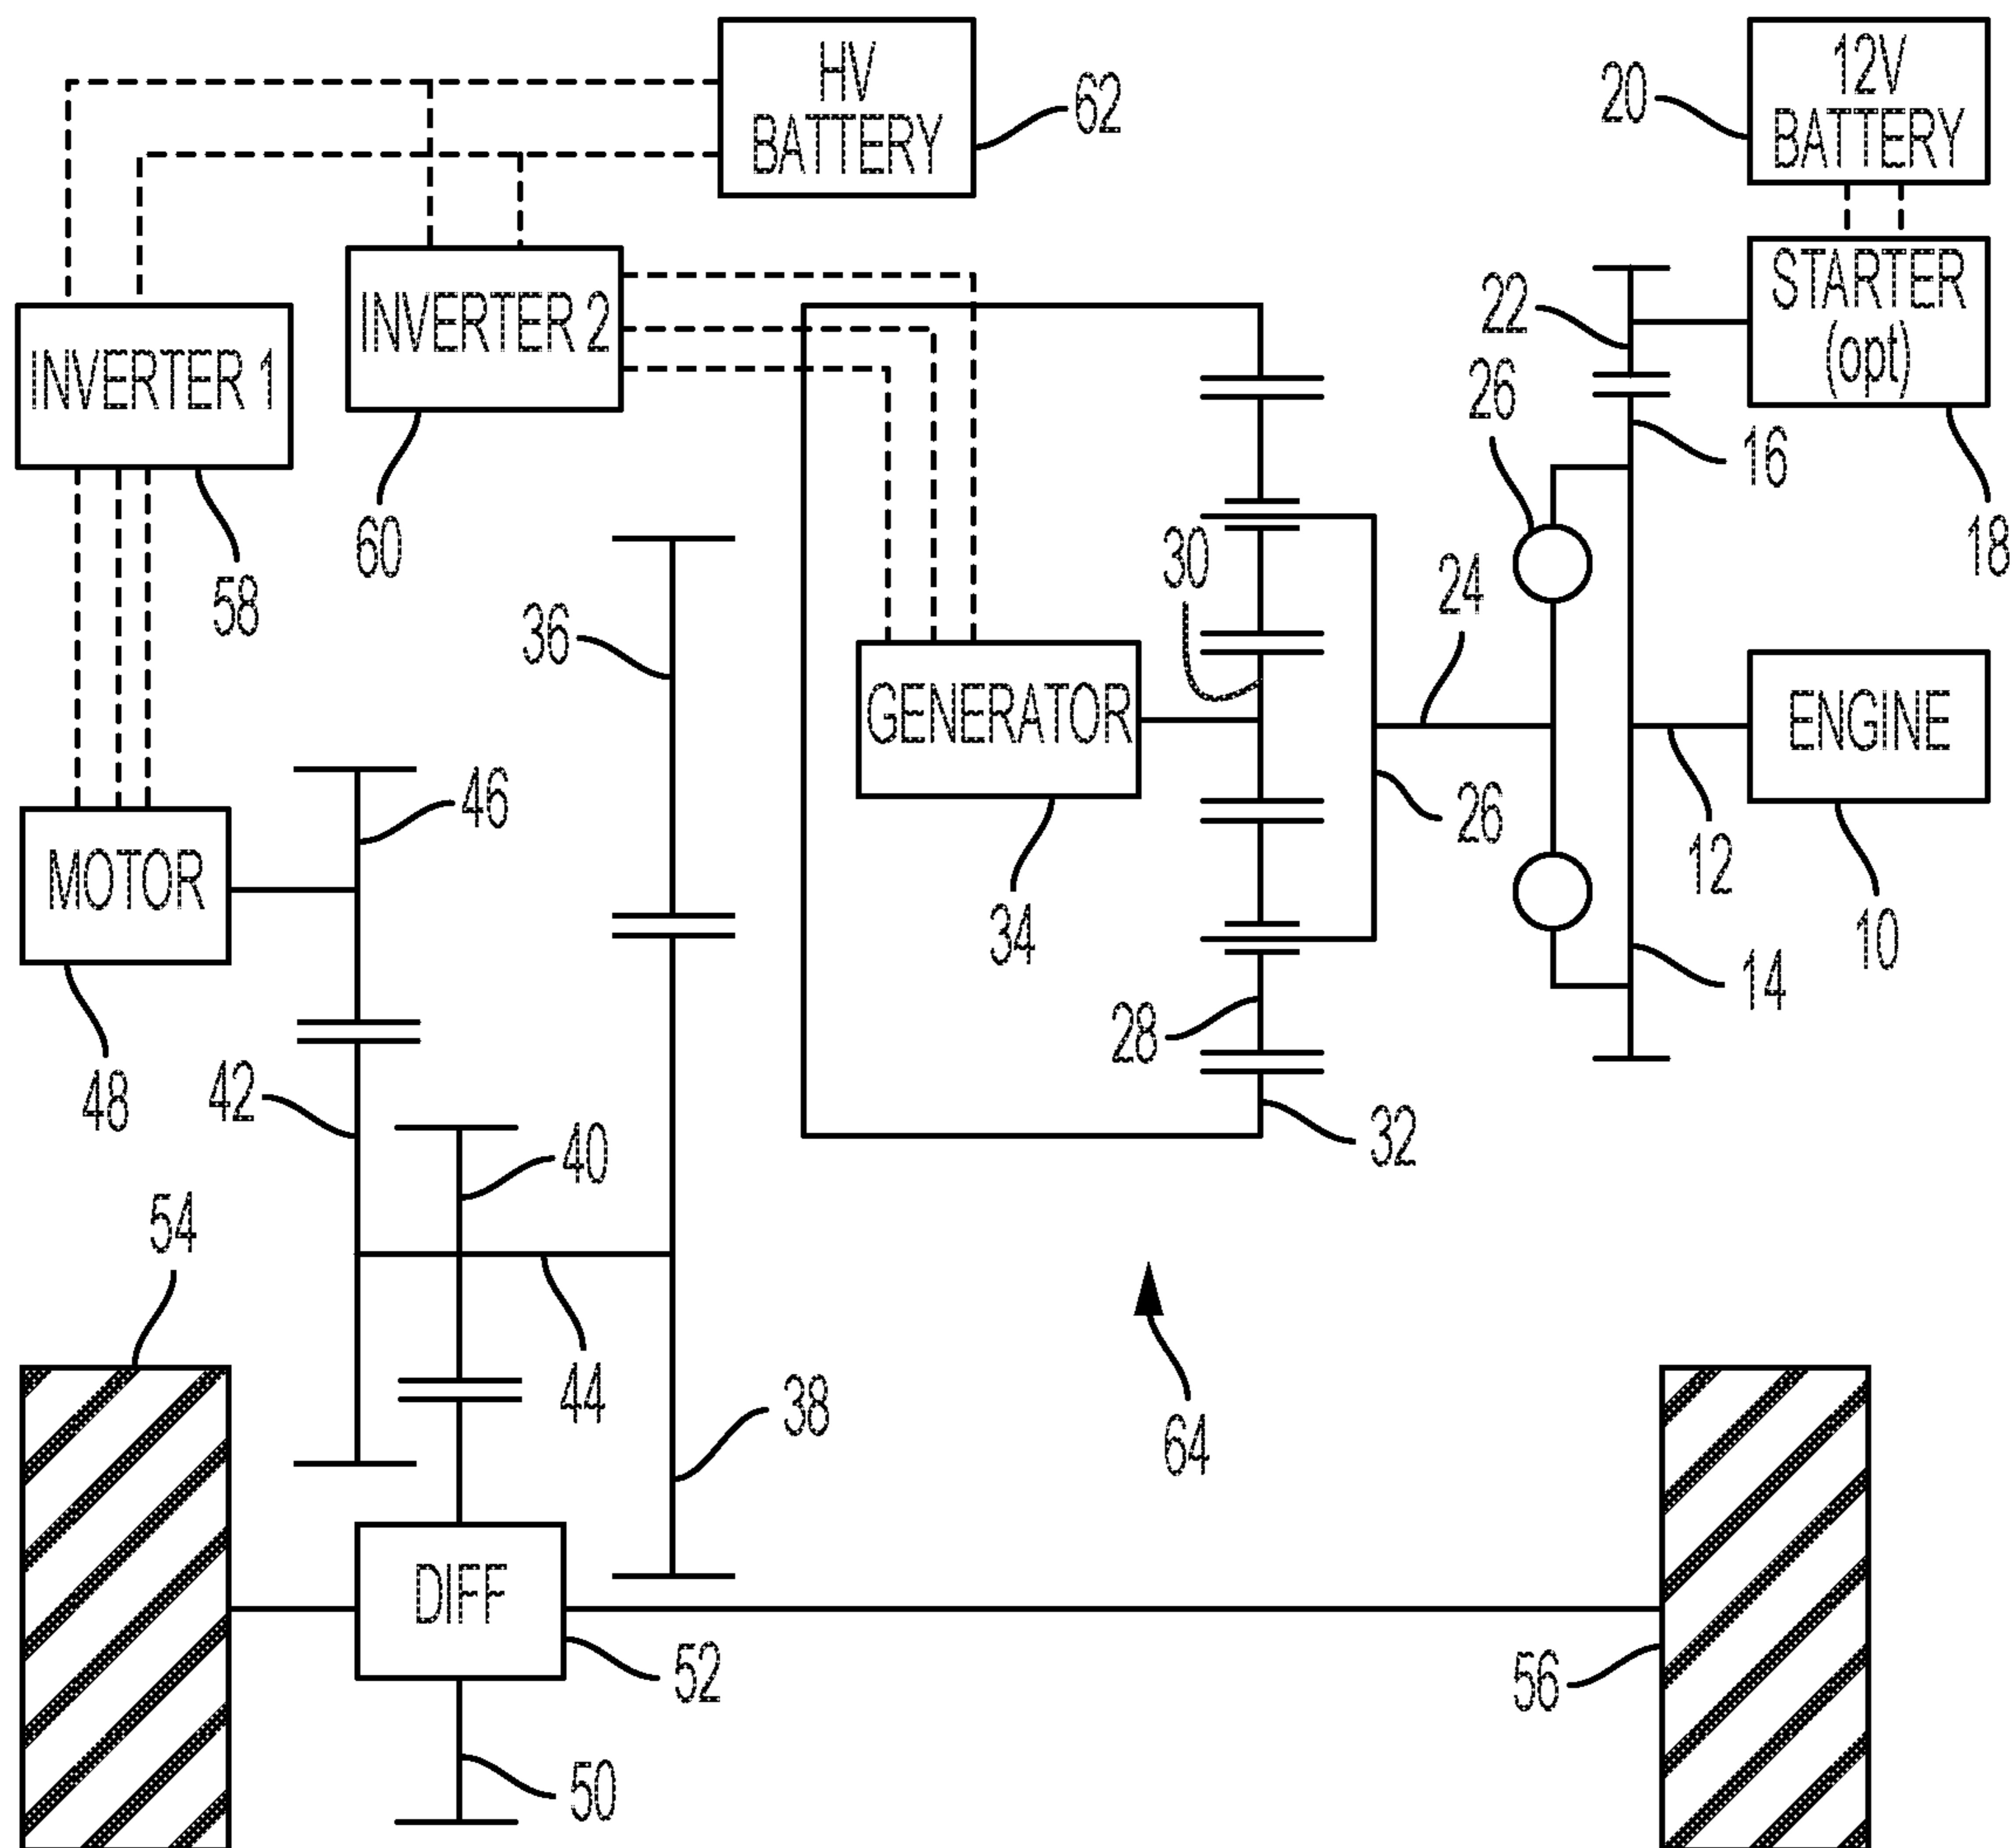 HV
BATTERY
62
20
12V
BATTERY
INVERTER 1
58
INVERTER 2
60
22
STARTER
(opt)
18
26
16
36
30
24
GENERATOR
34
ENGINE
10
12
26
14
46
MOTOR
48
42
28
32
40
54
44
38
64
DIFF
52
56
50